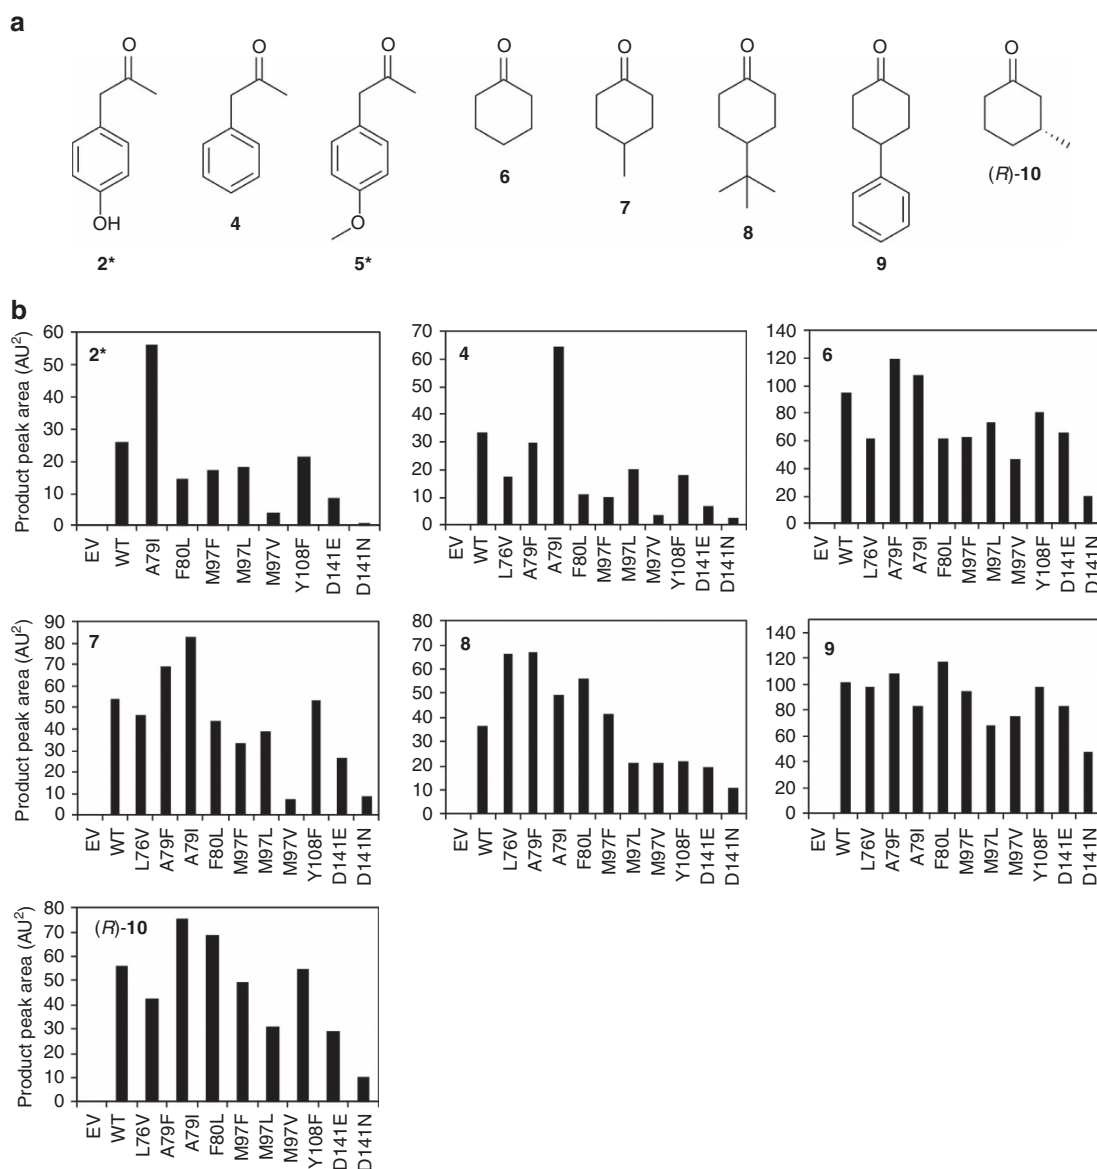 a
O
O
O
O
O
O
O
O
OH
O
2*
4
5*
6
7
8
9
(R)-10
b
Product peak area (AU²)
60
50
40
30
20
10
0
2*
EV
WT
A79I
F80L
M97F
M97L
M97V
Y108F
D141E
D141N
70
60
50
40
30
20
10
0
4
EV
WT
L76V
A79F
A79I
F80L
M97F
M97L
M97V
Y108F
D141E
D141N
140
120
100
80
60
40
20
0
6
EV
WT
L76V
A79F
A79I
F80L
M97F
M97L
M97V
Y108F
D141E
D141N
Product peak area (AU²)
90
80
70
60
50
40
30
20
10
0
7
EV
WT
L76V
A79F
A79I
F80L
M97F
M97L
M97V
Y108F
D141E
D141N
80
70
60
50
40
30
20
10
0
8
EV
WT
L76V
A79F
A79I
F80L
M97F
M97L
M97V
Y108F
D141E
D141N
140
120
100
80
60
40
20
0
9
EV
WT
L76V
A79F
A79I
F80L
M97F
M97L
M97V
Y108F
D141E
D141N
Product peak area (AU²)
80
70
60
50
40
30
20
10
0
(R)-10
EV
WT
L76V
A79F
A79I
F80L
M97F
M97L
M97V
Y108F
D141E
D141N